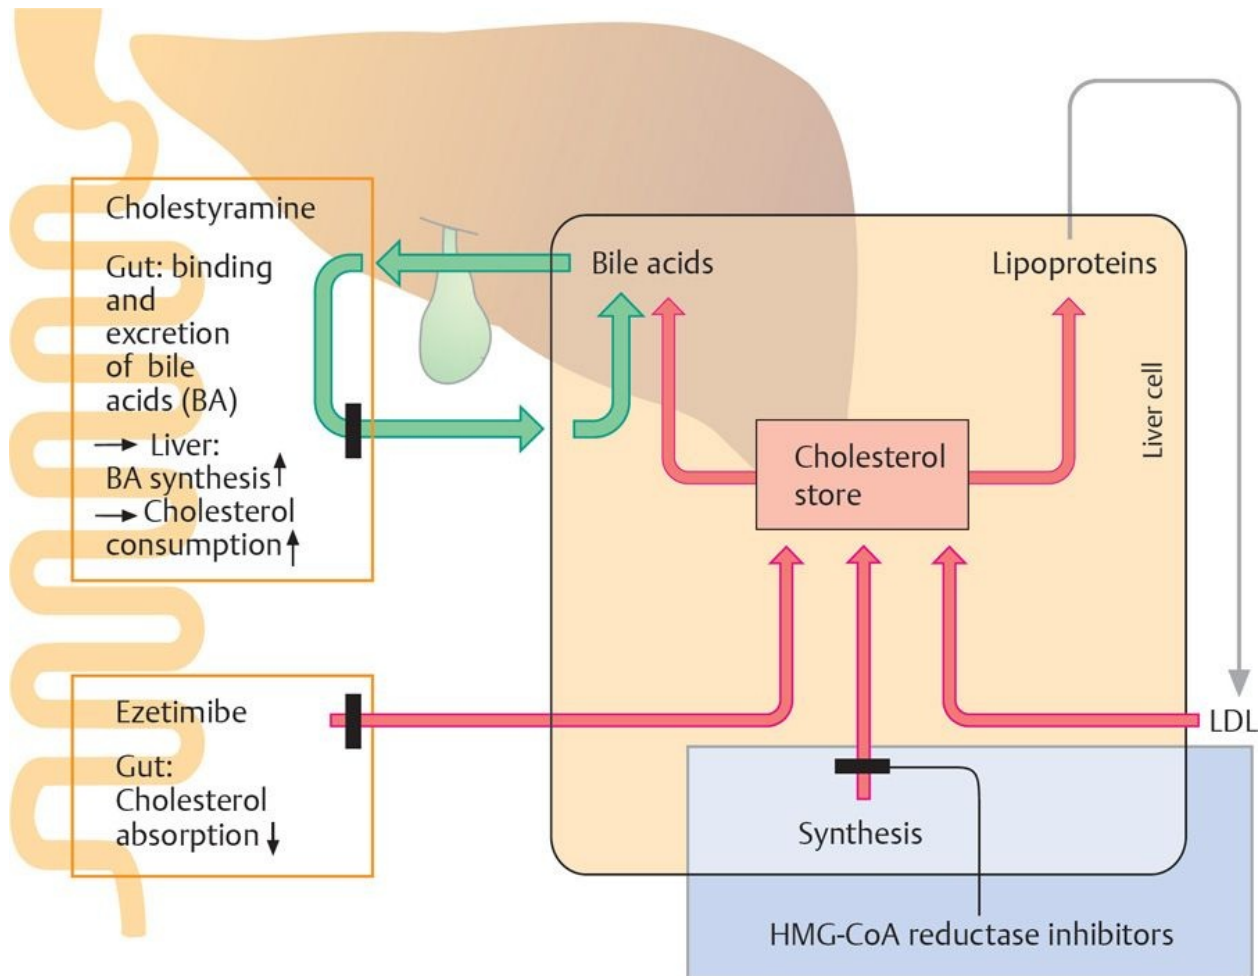 Cholestyramine
Gut: binding
and
excretion
of bile
acids (BA)
→ Liver:
BA synthesis ↑
→ Cholesterol
consumption ↑
Bile acids
Lipoproteins
Liver cell
Cholesterol
store
Ezetimibe
Gut:
Cholesterol
absorption ↓
LDL
Synthesis
HMG-CoA reductase inhibitors